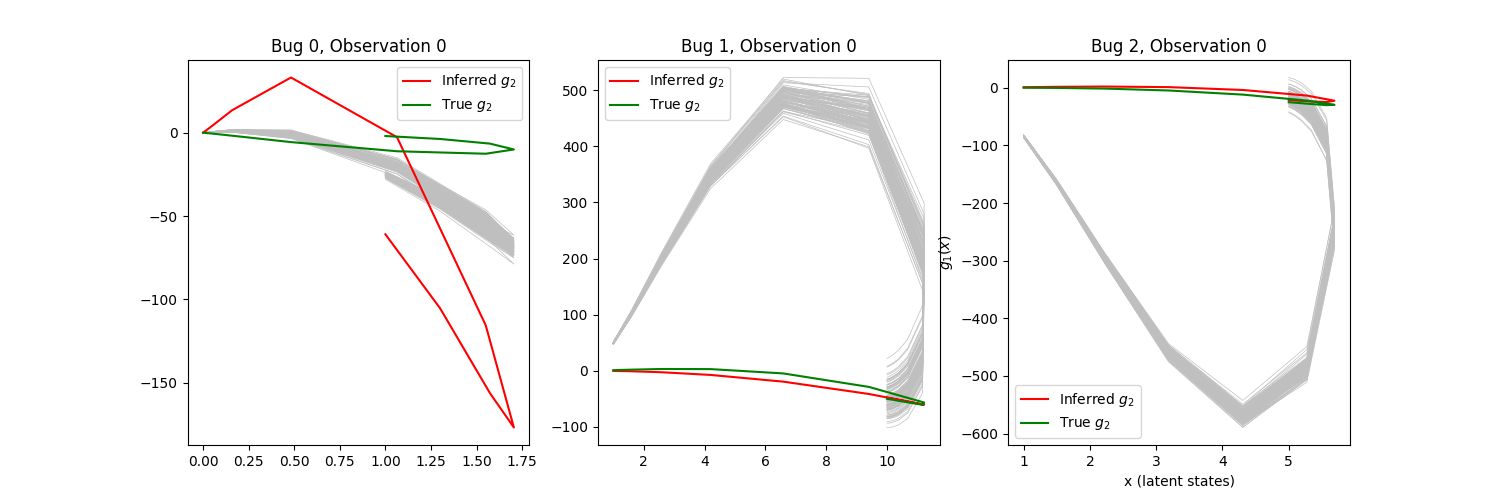 Bug 0, Observation 0
Inferred g₂
True g₂
0
−50
−100
−150
0.00 0.25 0.50 0.75 1.00 1.25 1.50 1.75
Bug 1, Observation 0
Inferred g₂
True g₂
500
400
300
200
100
0
−100
2 4 6 8 10
Bug 2, Observation 0
g₁(x)
0
−100
−200
−300
−400
−500
−600
Inferred g₂
True g₂
1 2 3 4 5
x (latent states)